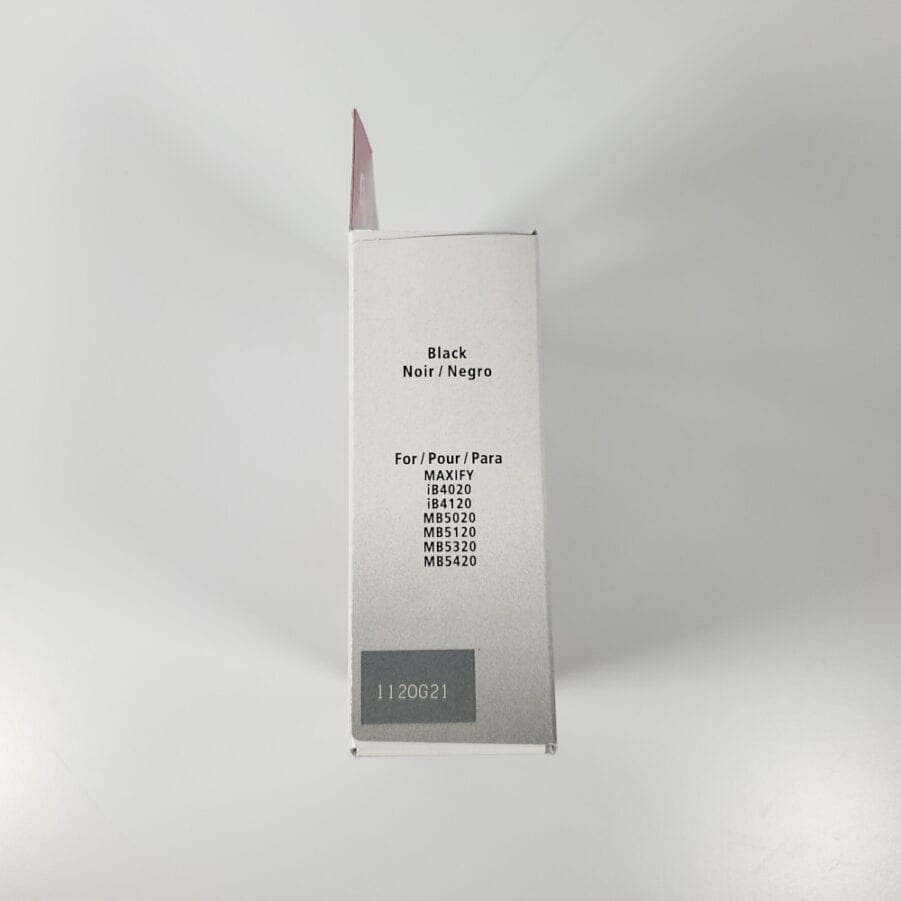 Black
Noir / Negro
For / Pour / Para
MAXIFY
iB4020
iB4120
MB5020
MB5120
MB5320
MB5420
1120G21